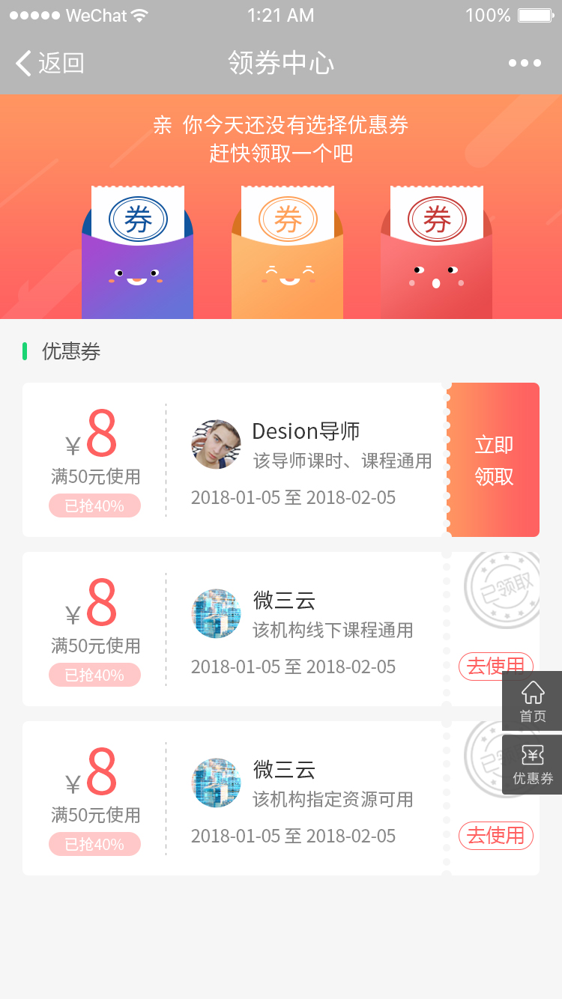 WeChat 1:21 AM 100%
返回 领券中心
亲 你今天还没有选择优惠券
赶快领取一个吧
券 券 券
优惠券
¥8
满50元使用
已抢40%
Desion导师
该导师课时、课程通用
2018-01-05 至 2018-02-05
立即
领取
¥8
满50元使用
已抢40%
微三云
该机构线下课程通用
2018-01-05 至 2018-02-05
已领取
去使用
首页
优惠券
¥8
满50元使用
已抢40%
微三云
该机构指定资源可用
2018-01-05 至 2018-02-05
去使用